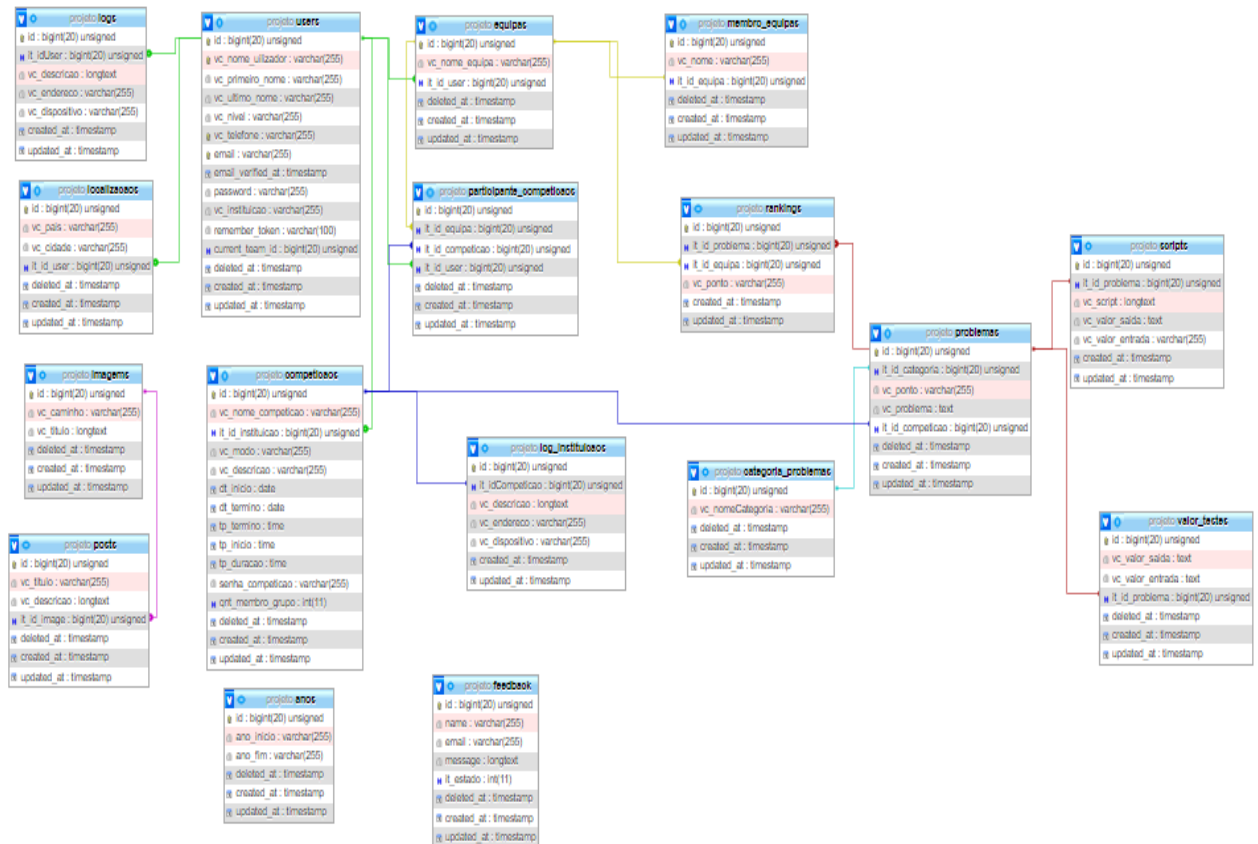 projeto logs
id : bigint(20) unsigned
it_idUser : bigint(20) unsigned
vc_descricao : longtext
vc_endereco : varchar(255)
vc_dispositivo : varchar(255)
created_at : timestamp
updated_at : timestamp
projeto users
id : bigint(20) unsigned
vc_nome_uilizador : varchar(255)
vc_primeiro_nome : varchar(255)
vc_ultimo_nome : varchar(255)
vc_nivel : varchar(255)
vc_telefone : varchar(255)
email : varchar(255)
email_verified_at : timestamp
password : varchar(255)
vc_instituicao : varchar(255)
remember_token : varchar(100)
current_team_id : bigint(20) unsigned
deleted_at : timestamp
created_at : timestamp
updated_at : timestamp
projeto equipas
id : bigint(20) unsigned
vc_nome_equipa : varchar(255)
it_id_user : bigint(20) unsigned
deleted_at : timestamp
created_at : timestamp
updated_at : timestamp
projeto membro_equipas
id : bigint(20) unsigned
vc_nome : varchar(255)
it_id_equipa : bigint(20) unsigned
deleted_at : timestamp
created_at : timestamp
updated_at : timestamp
projeto localizacaos
id : bigint(20) unsigned
vc_pais : varchar(255)
vc_cidade : varchar(255)
it_id_user : bigint(20) unsigned
deleted_at : timestamp
created_at : timestamp
updated_at : timestamp
projeto participante_competicaos
id : bigint(20) unsigned
it_id_equipa : bigint(20) unsigned
it_id_competicao : bigint(20) unsigned
it_id_user : bigint(20) unsigned
deleted_at : timestamp
created_at : timestamp
updated_at : timestamp
projeto rankings
id : bigint(20) unsigned
it_id_problema : bigint(20) unsigned
it_id_equipa : bigint(20) unsigned
vc_ponto : varchar(255)
created_at : timestamp
updated_at : timestamp
projeto scripts
id : bigint(20) unsigned
it_id_problema : bigint(20) unsigned
vc_script : longtext
vc_valor_saida : text
vc_valor_entrada : varchar(255)
created_at : timestamp
updated_at : timestamp
projeto problemas
id : bigint(20) unsigned
it_id_categoria : bigint(20) unsigned
vc_ponto : varchar(255)
vc_problema : text
it_id_competicao : bigint(20) unsigned
deleted_at : timestamp
created_at : timestamp
updated_at : timestamp
projeto imagems
id : bigint(20) unsigned
vc_caminho : varchar(255)
vc_titulo : longtext
deleted_at : timestamp
created_at : timestamp
updated_at : timestamp
projeto competicaos
id : bigint(20) unsigned
vc_nome_competicao : varchar(255)
it_id_instituicao : bigint(20) unsigned
vc_modo : varchar(255)
vc_descricao : varchar(255)
dt_inicio : date
dt_termino : date
tp_termino : time
tp_inicio : time
tp_duracao : time
senha_competicao : varchar(255)
qnt_membro_grupo : int(11)
deleted_at : timestamp
created_at : timestamp
updated_at : timestamp
projeto log_instituicaos
id : bigint(20) unsigned
it_idCompeticao : bigint(20) unsigned
vc_descricao : longtext
vc_endereco : varchar(255)
vc_dispositivo : varchar(255)
created_at : timestamp
updated_at : timestamp
projeto categoria_problemas
id : bigint(20) unsigned
vc_nomeCategoria : varchar(255)
deleted_at : timestamp
created_at : timestamp
updated_at : timestamp
projeto valor_testes
id : bigint(20) unsigned
vc_valor_saida : text
vc_valor_entrada : text
it_id_problema : bigint(20) unsigned
deleted_at : timestamp
created_at : timestamp
updated_at : timestamp
projeto posts
id : bigint(20) unsigned
vc_titulo : varchar(255)
vc_descricao : longtext
it_id_image : bigint(20) unsigned
deleted_at : timestamp
created_at : timestamp
updated_at : timestamp
projeto anos
id : bigint(20) unsigned
ano_inicio : varchar(255)
ano_fim : varchar(255)
deleted_at : timestamp
created_at : timestamp
updated_at : timestamp
projeto feedback
id : bigint(20) unsigned
name : varchar(255)
email : varchar(255)
message : longtext
it_estado : int(11)
deleted_at : timestamp
created_at : timestamp
updated_at : timestamp